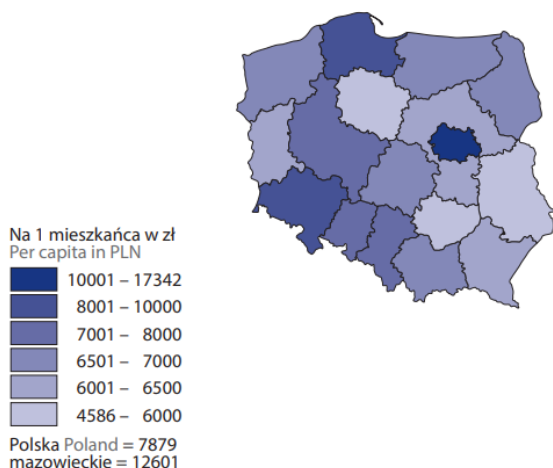 Na 1 mieszkańca w zł
Per capita in PLN
10001 – 17342
8001 – 10000
7001 – 8000
6501 – 7000
6001 – 6500
4586 – 6000
Polska Poland = 7879
mazowieckie = 12601